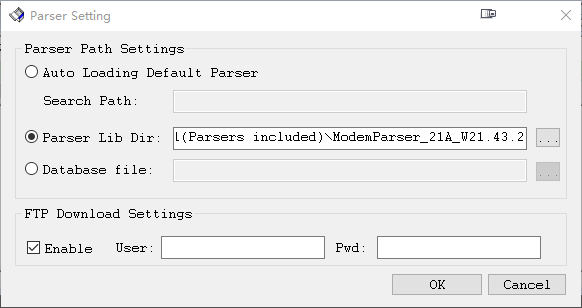 Parser Setting
Parser Path Settings
Auto Loading Default Parser
Search Path:
Parser Lib Dir: l(Parsers included)\ModemParser_21A_W21.43.2 ...
Database file: ...
FTP Download Settings
Enable User: Pwd:
OK Cancel